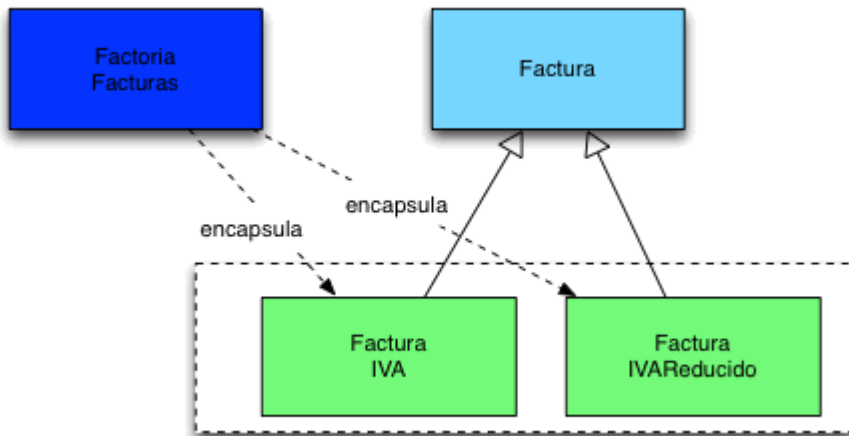 Factoria
Facturas
Factura
encapsula
encapsula
Factura
IVA
Factura
IVAReducido